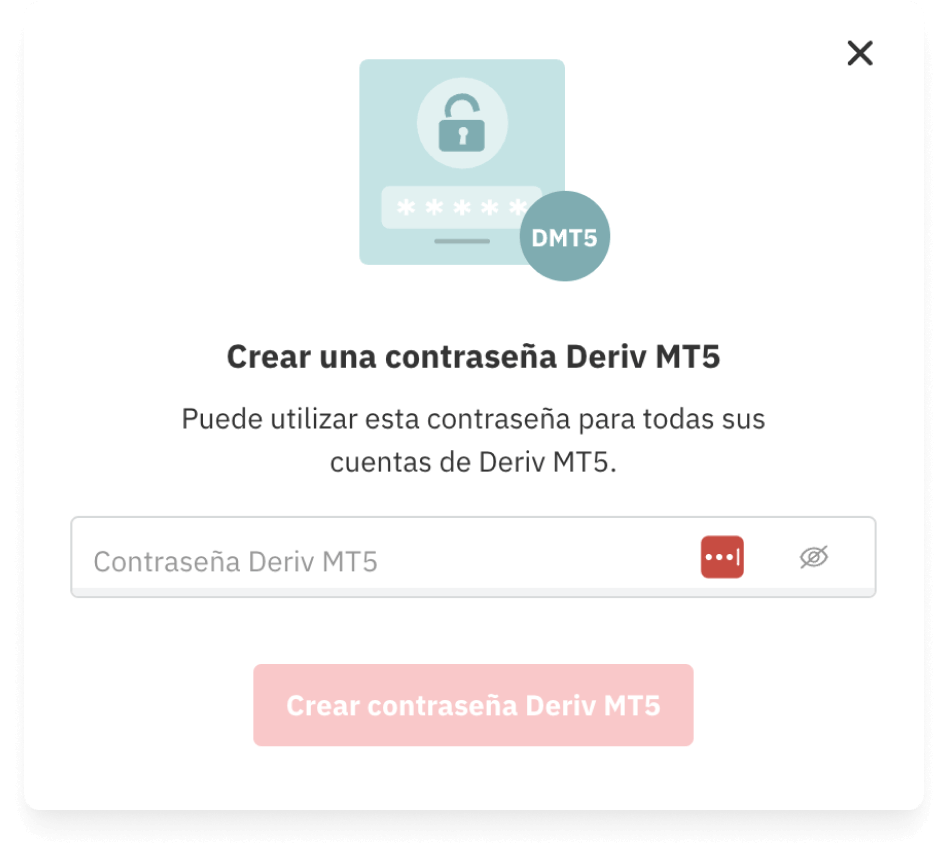 *****
DMT5
Crear una contraseña Deriv MT5
Puede utilizar esta contraseña para todas sus
cuentas de Deriv MT5.
Contraseña Deriv MT5
Crear contraseña Deriv MT5